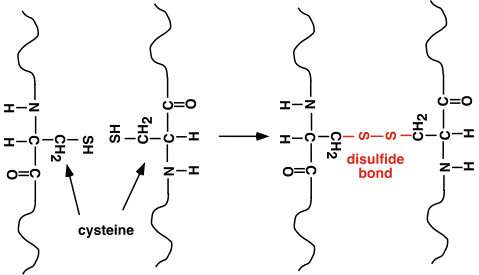 H–N
H–C–CH2–SH
O=C
C=O
SH–CH2–C–H
N–H
cysteine
H–N
C=O
H–C–CH2–S–S–CH2–C–H
O=C
N–H
disulfide
bond